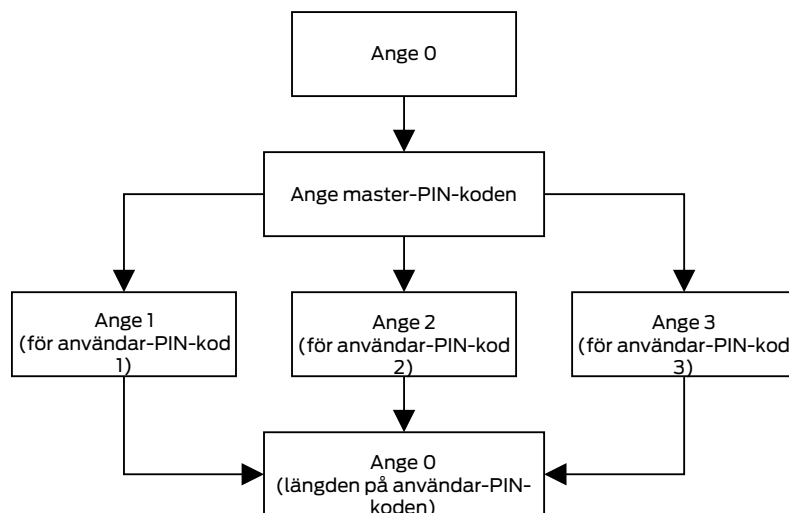 Ange 0
Ange master-PIN-koden
Ange 1
(för användar-PIN-kod
1)
Ange 2
(för användar-PIN-kod
2)
Ange 3
(för användar-PIN-kod
3)
Ange 0
(längden på användar-PIN-
koden)